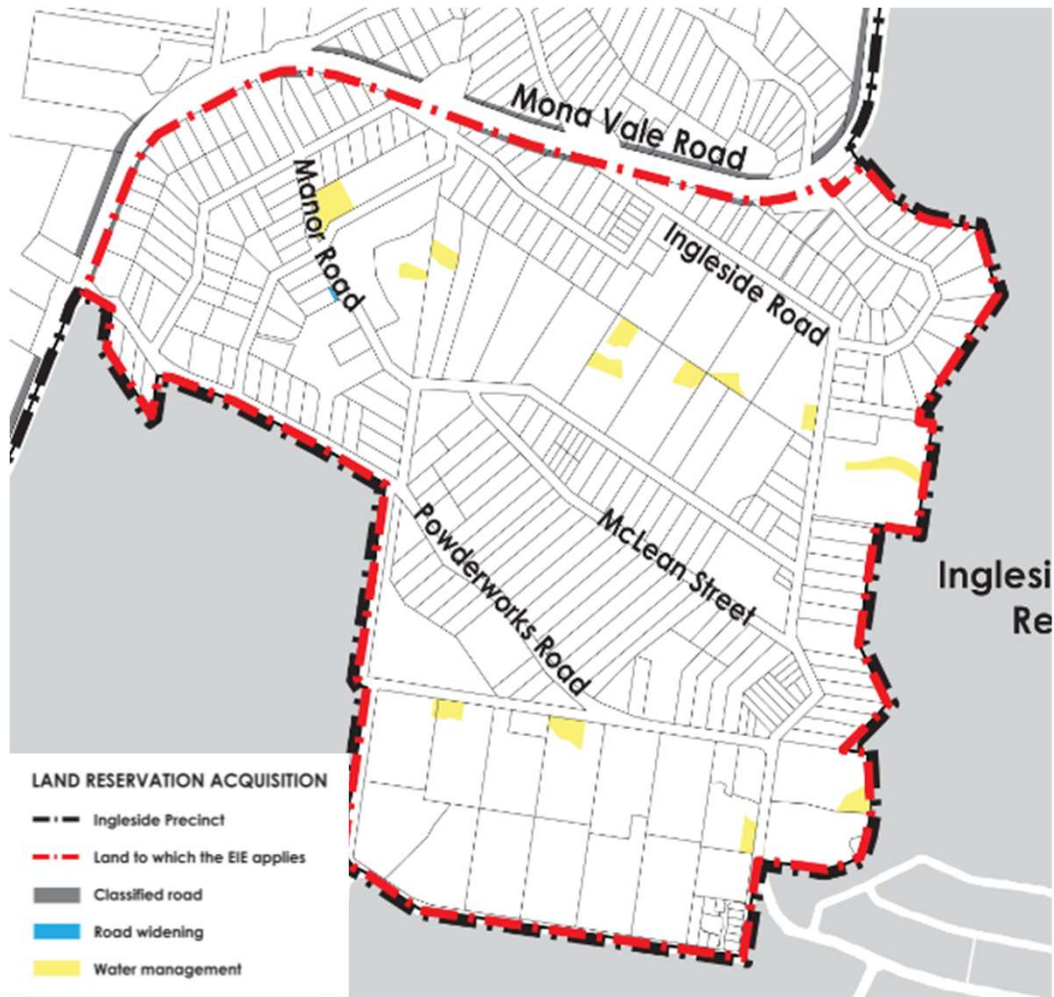 Mona Vale Road
Manor Road
Ingleside Road
McLean Street
Powderworks Road
Inglesi
Re
LAND RESERVATION ACQUISITION
Ingleside Precinct
Land to which the EIE applies
Classified road
Road widening
Water management